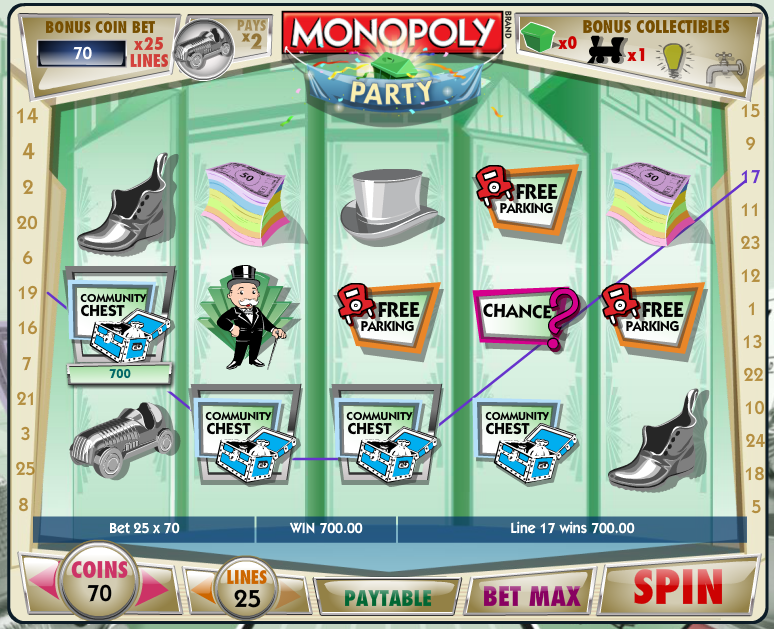 BONUS COIN BET
70
x25
LINES
PAYS
x2
MONOPOLY
BRAND
PARTY
BONUS COLLECTIBLES
x0
x1
14
4
2
20
6
19
16
7
21
3
25
8
15
9
17
11
23
12
1
13
22
10
24
18
5
50
FREE
PARKING
50
COMMUNITY
CHEST
700
FREE
PARKING
CHANCE ?
FREE
PARKING
COMMUNITY
CHEST
COMMUNITY
CHEST
COMMUNITY
CHEST
Bet 25 x 70
WIN 700.00
Line 17 wins 700.00
COINS
70
LINES
25
PAYTABLE
BET MAX
SPIN